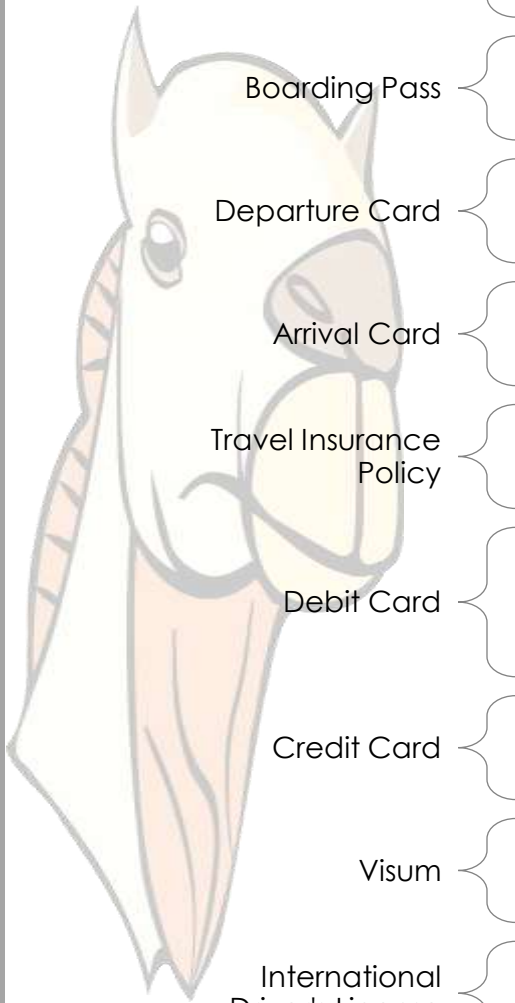 Boarding Pass
Departure Card
Arrival Card
Travel Insurance
Policy
Debit Card
Credit Card
Visum
International